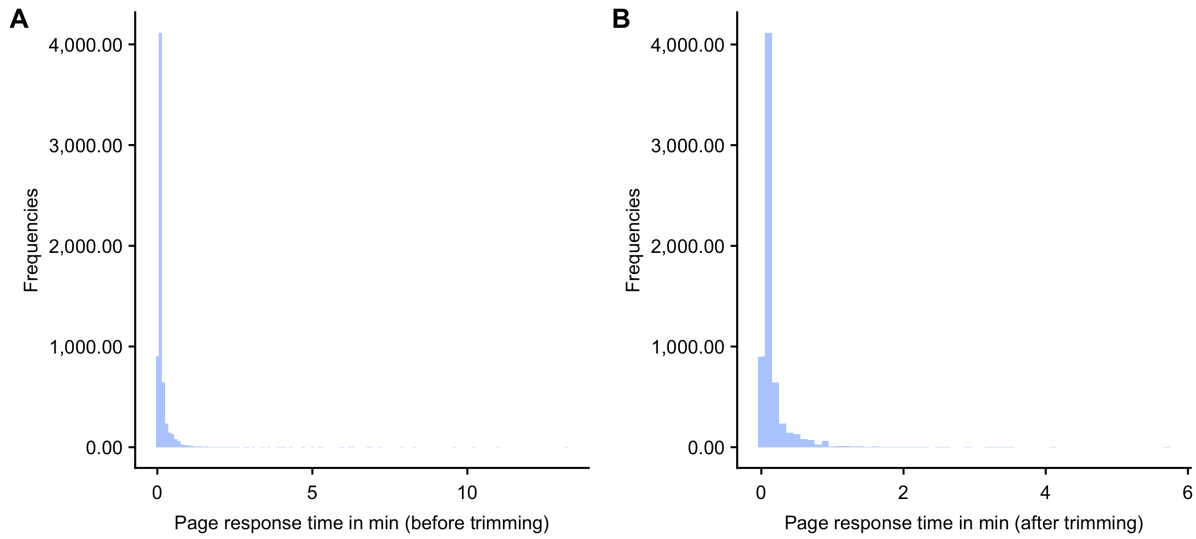 A
Frequencies
4,000.00
3,000.00
2,000.00
1,000.00
0.00
0 5 10
Page response time in min (before trimming)
B
Frequencies
4,000.00
3,000.00
2,000.00
1,000.00
0.00
0 2 4 6
Page response time in min (after trimming)